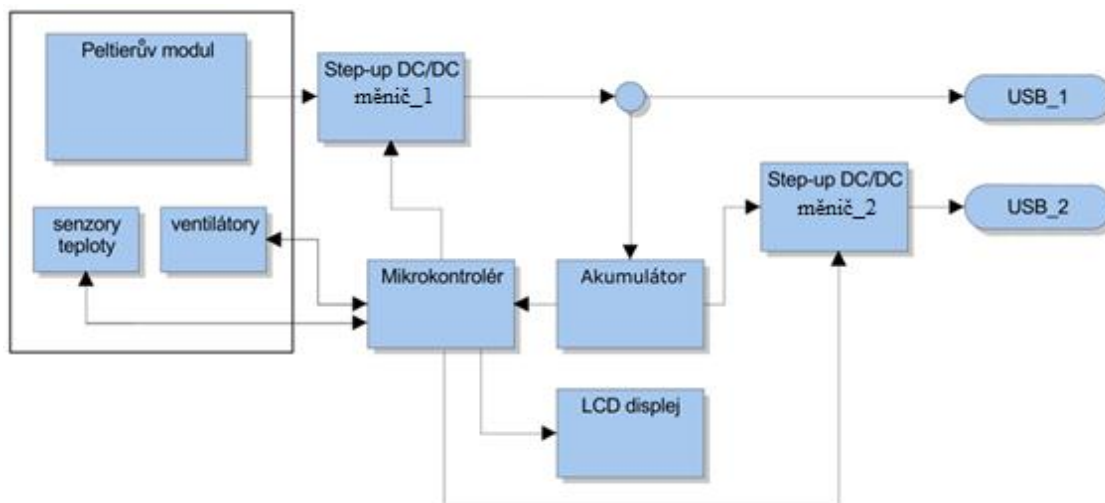 Peltierův modul
Step-up DC/DC
měnič_1
USB_1
Step-up DC/DC
měnič_2
USB_2
senzory
teploty
ventilátory
Mikrokontrolér
Akumulátor
LCD displej